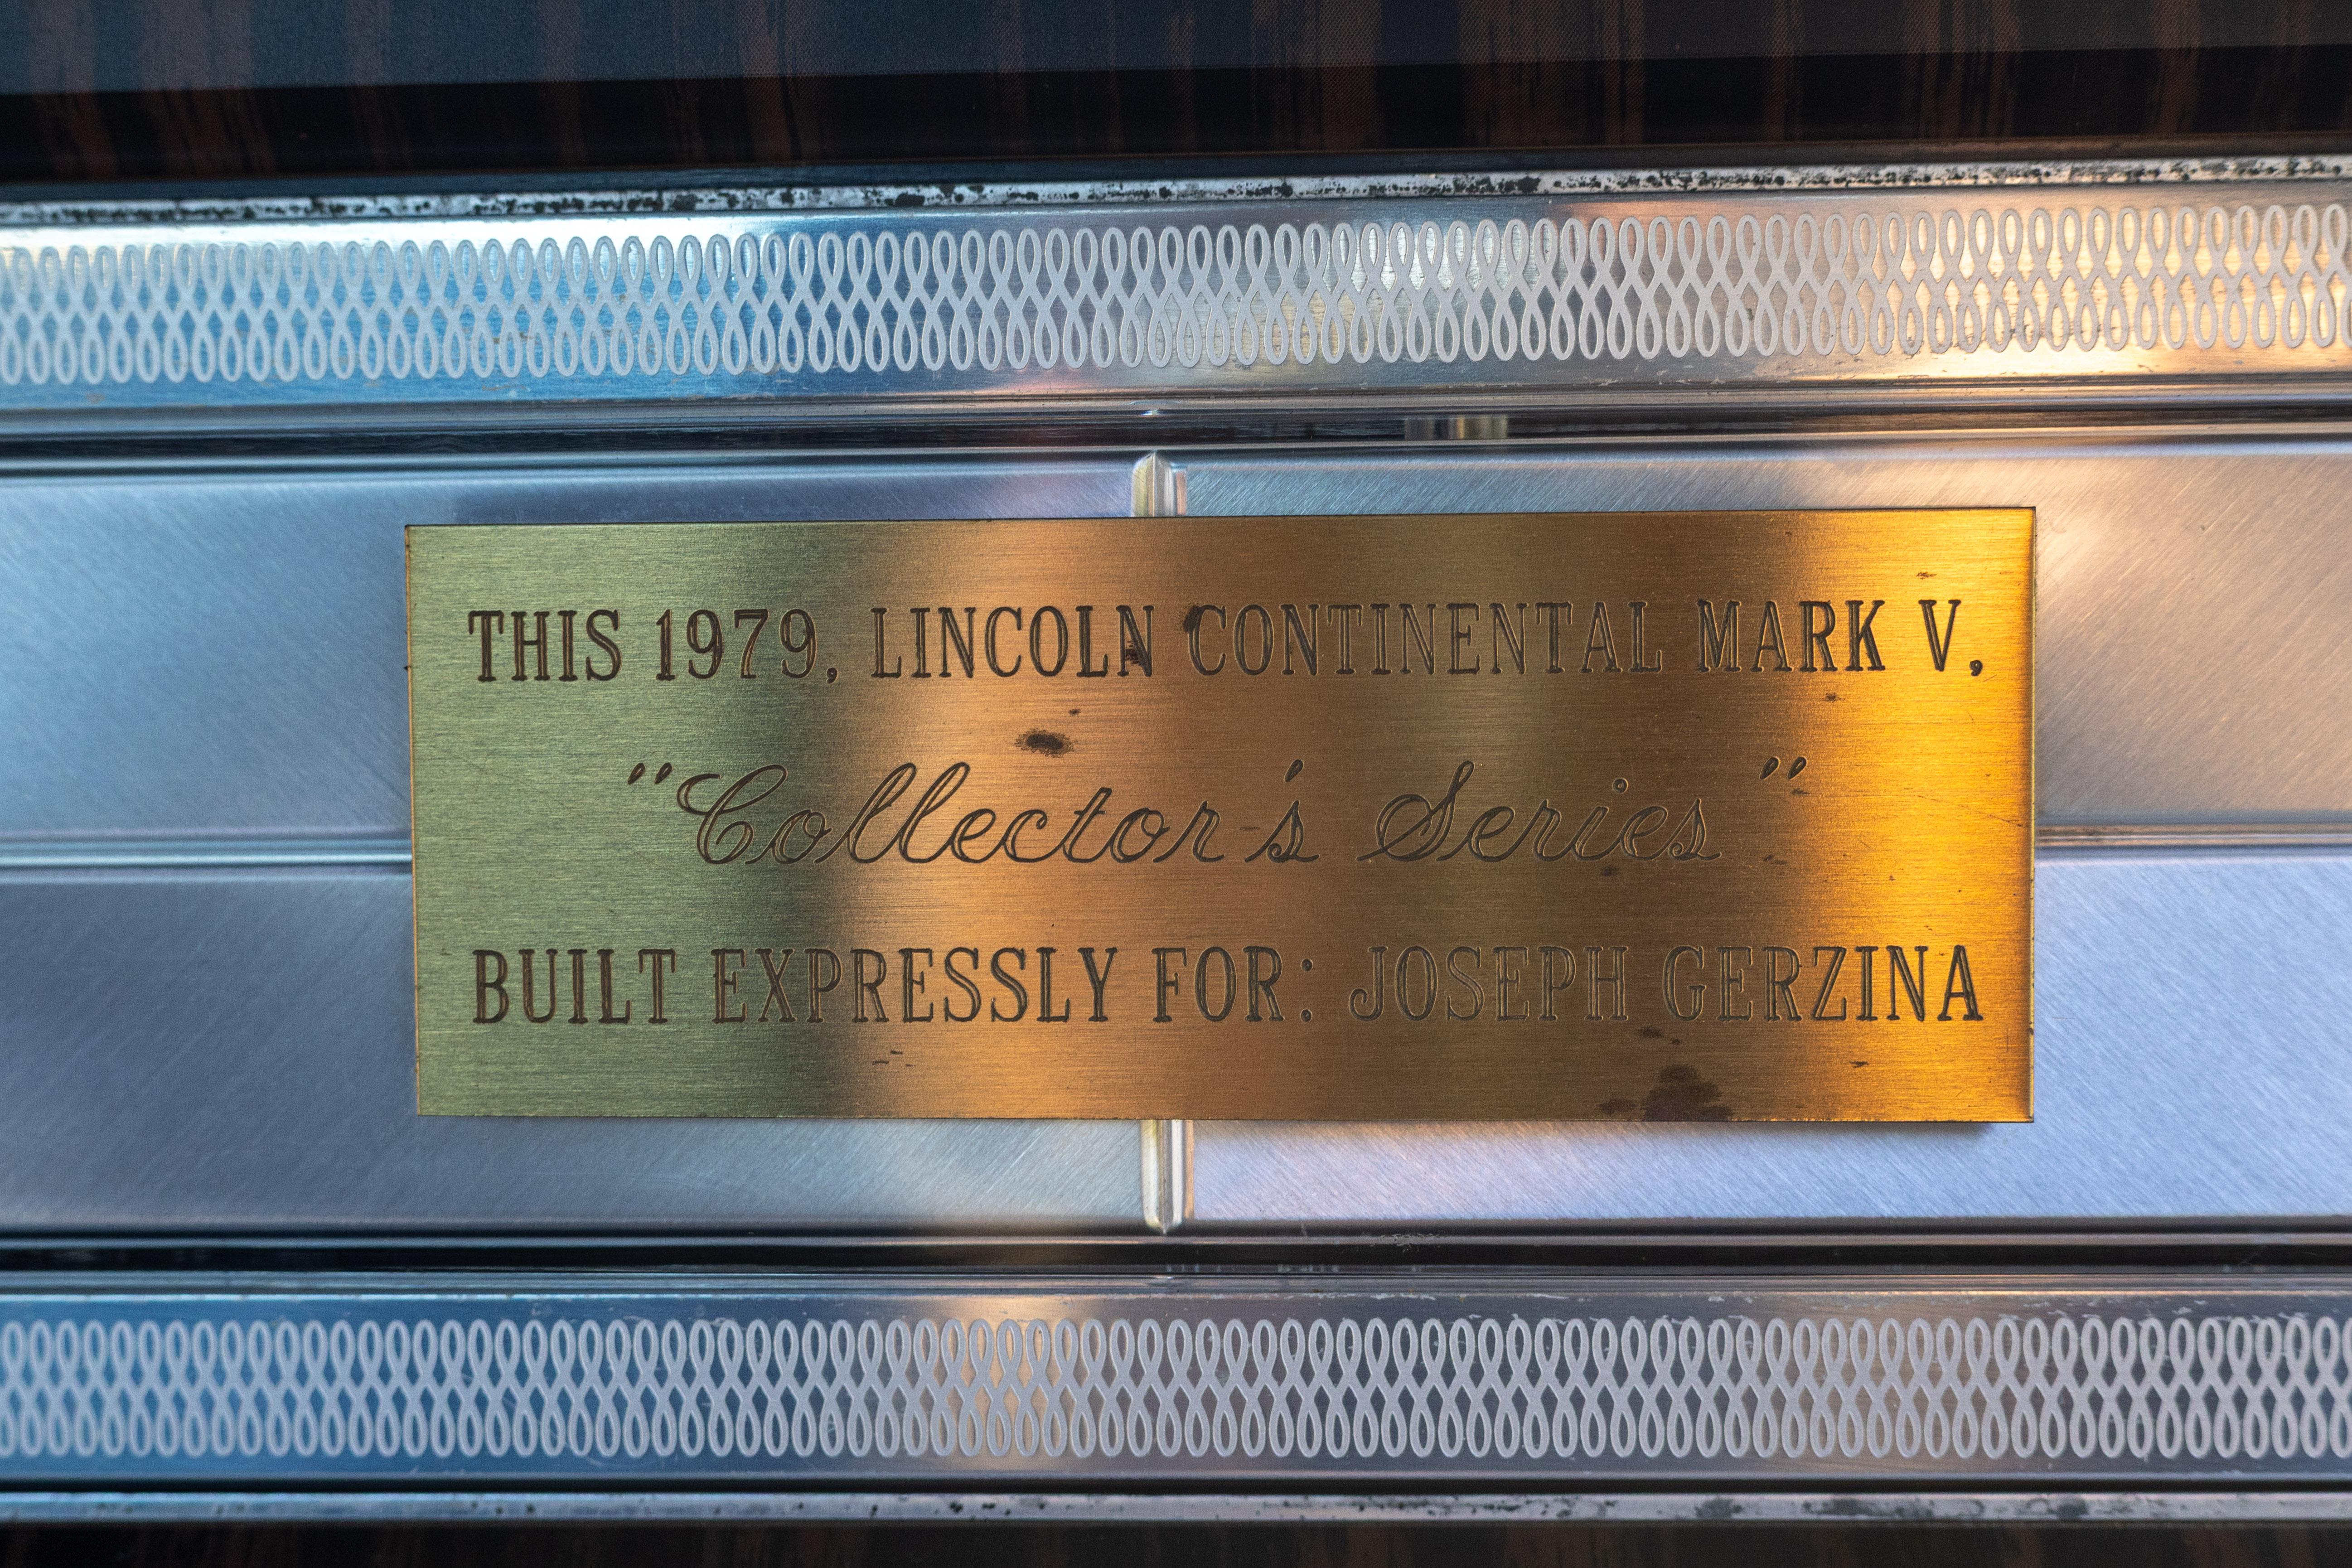 THIS 1979, LINCOLN CONTINENTAL MARK V,
"Collector's Series"
BUILT EXPRESSLY FOR: JOSEPH GERZINA